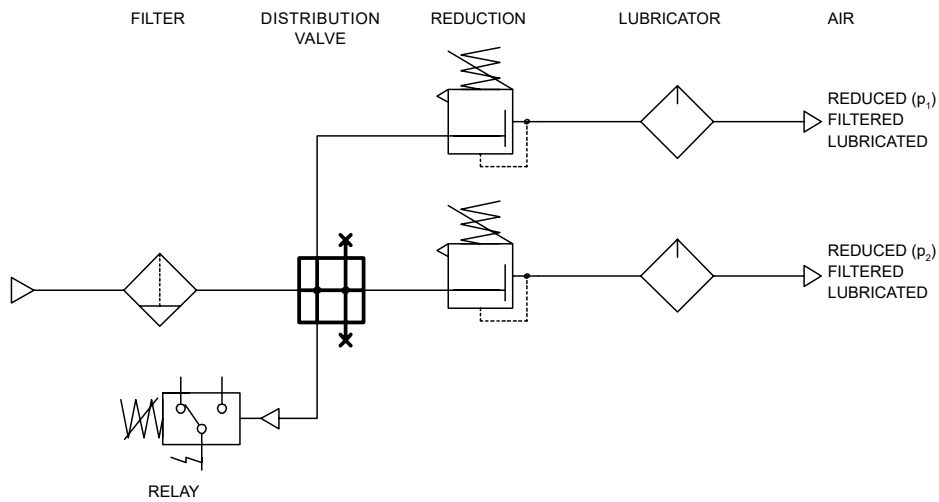 FILTER
DISTRIBUTION
VALVE
REDUCTION
LUBRICATOR
AIR
REDUCED (p₁)
FILTERED
LUBRICATED
REDUCED (p₂)
FILTERED
LUBRICATED
RELAY